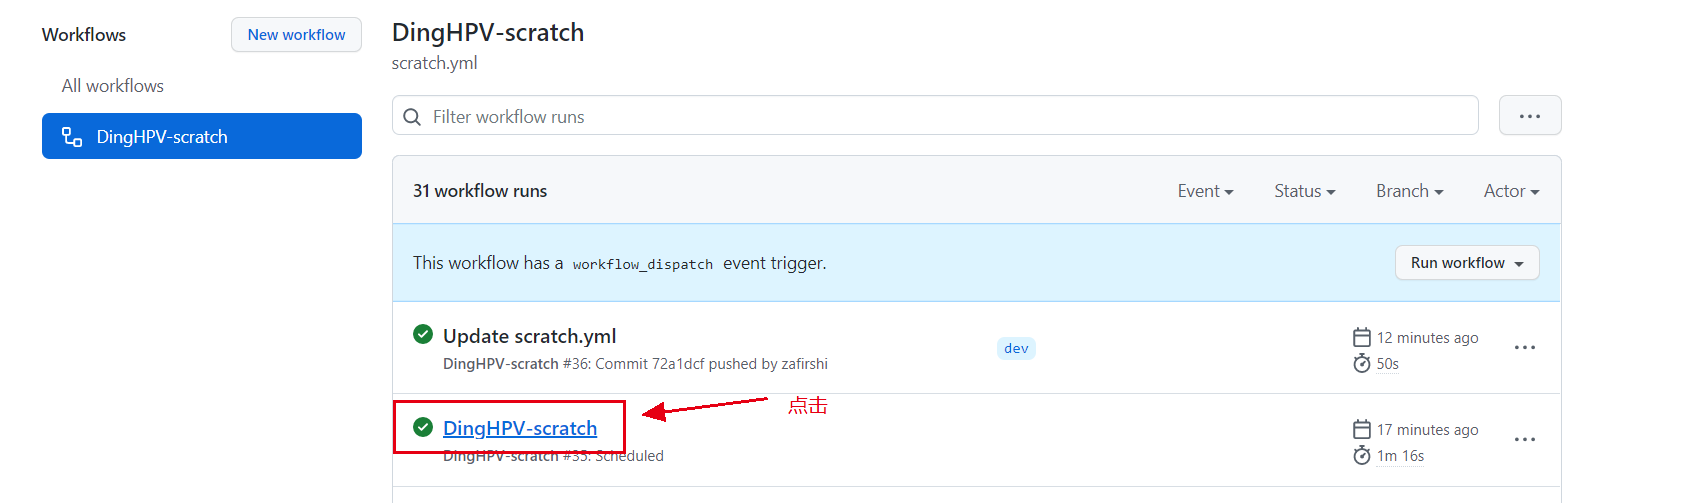 Workflows
New workflow
All workflows
DingHPV-scratch
DingHPV-scratch
scratch.yml
Filter workflow runs
31 workflow runs
Event
Status
Branch
Actor
This workflow has a workflow_dispatch event trigger.
Run workflow
Update scratch.yml
DingHPV-scratch #36: Commit 72a1dcf pushed by zafirshi
dev
12 minutes ago
50s
点击
DingHPV-scratch
DingHPV-scratch #35: Scheduled
17 minutes ago
1m 16s